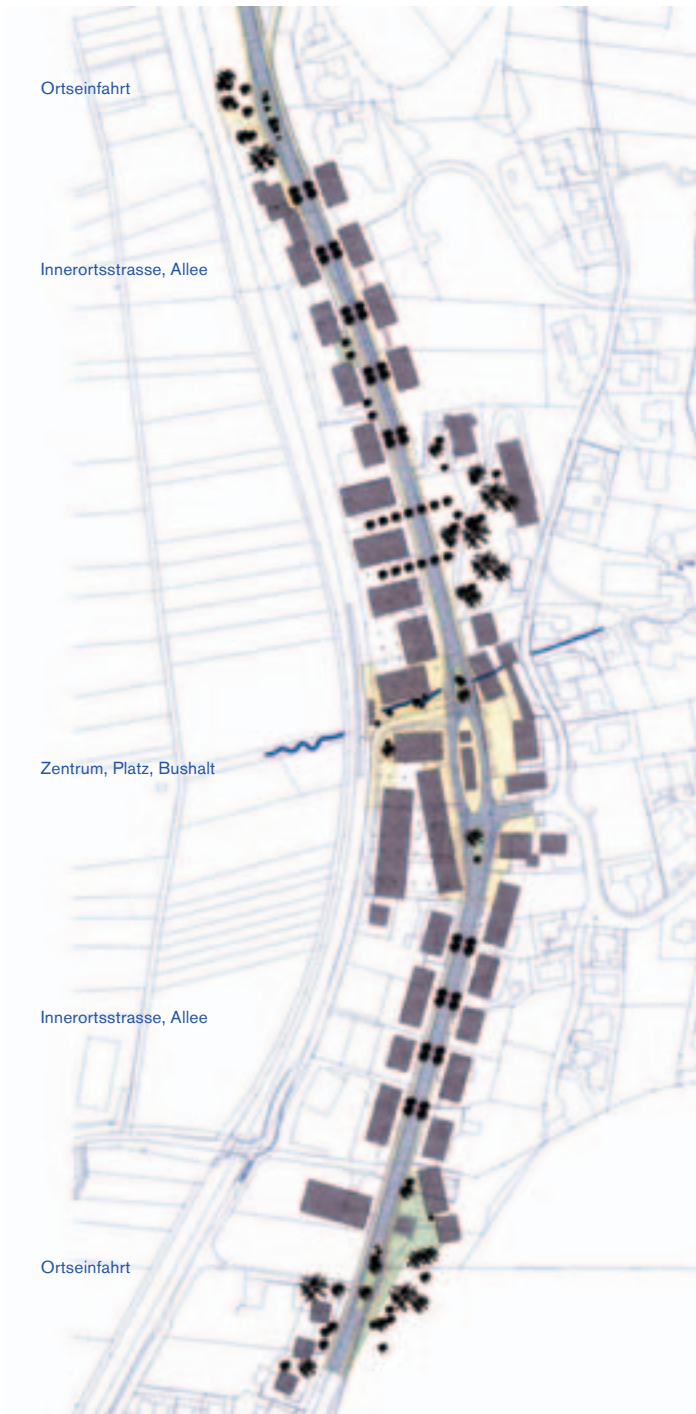 Ortseinfahrt
Innerortsstrasse, Allee
Zentrum, Platz, Bushalt
Innerortsstrasse, Allee
Ortseinfahrt